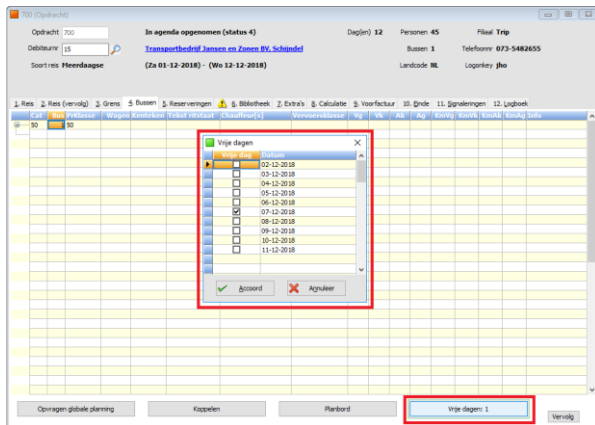 700 (Opdracht)
Opdracht 700 In agenda opgenomen (status 4) Dag(en) 12 Personen 45 Filiaal Trip
Debiteurnr 15 Transportbedrijf Jansen en Zonen BV, Schijndel Bussen 1 Telefoonnr 073-5482655
Soort reis Meerdaagse (Za 01-12-2018) - (Wo 12-12-2018) Landcode NL Logonkey jho
1. Reis 2. Reis (vervolg) 3. Grens 4. Bussen 5. Reserveringen 6. Bibliotheek 7. Extra's 8. Calculatie 9. Voorfactuur 10. Einde 11. Signaleringen 12. Logboek
Cat Bus PrKlasse Wagen Kenteken Tekst ritstaat Chauffeur(s) Vervoersklasse Vg Vk Ak Ag KmVg KmVk KmAk KmAg Info
50 1 50
Vrije dagen
Vrije dag Datum
02-12-2018
03-12-2018
04-12-2018
05-12-2018
06-12-2018
07-12-2018
08-12-2018
09-12-2018
10-12-2018
11-12-2018
Accoord Annuleer
Opvragen globale planning Koppelen Planbord Vrije dagen: 1 Vervolg